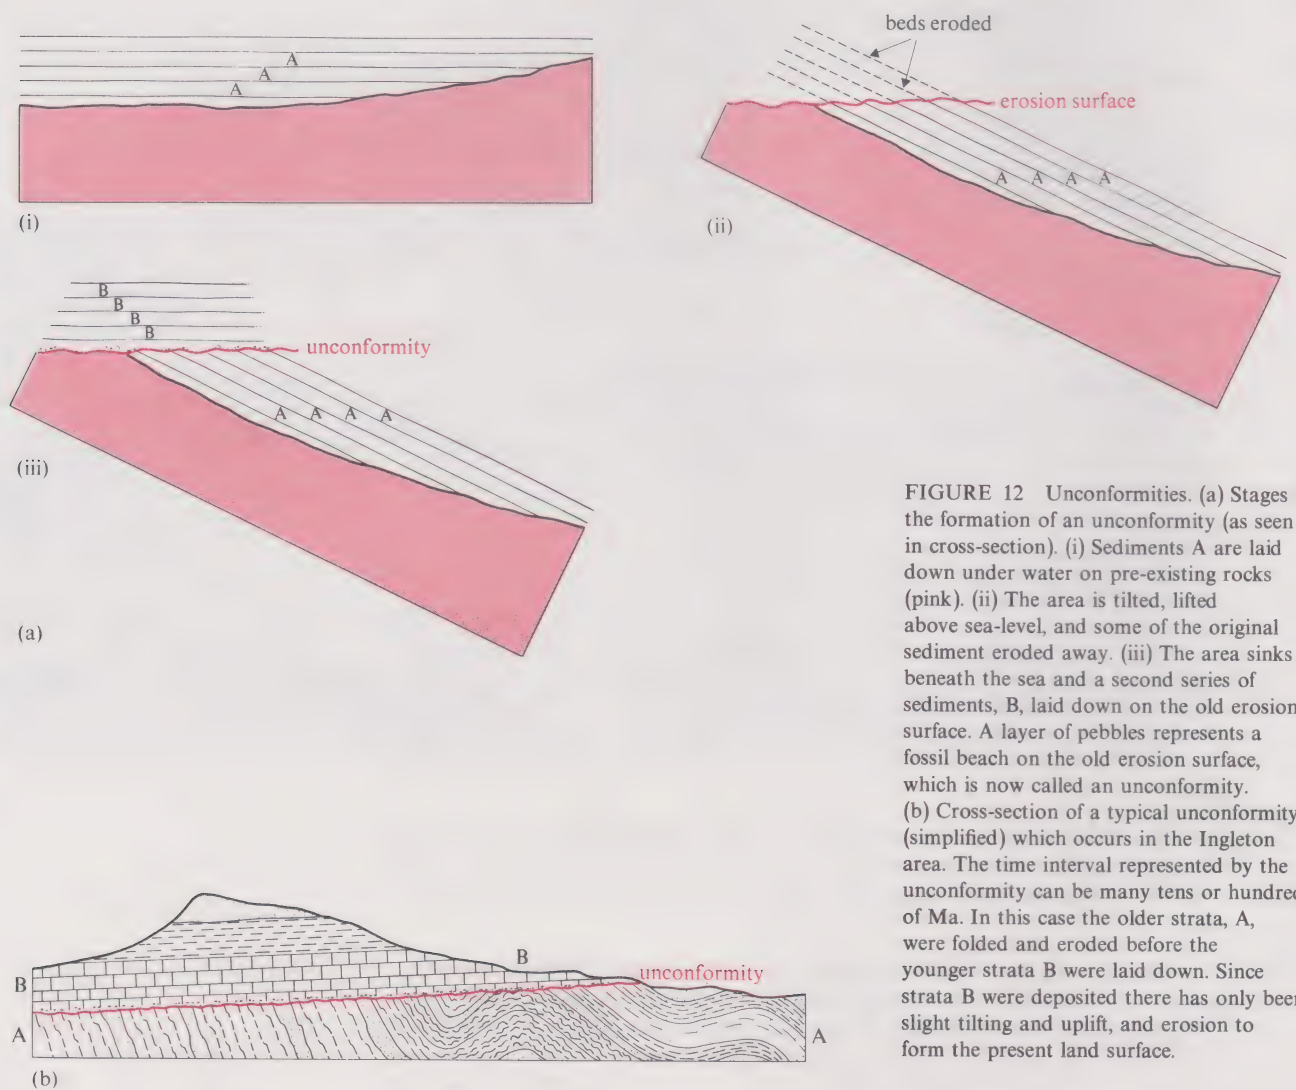 beds eroded
A
A
A
erosion surface
A A A A
(i)
(ii)
B
B
B
B
unconformity
A A A A
(iii)
(a)
FIGURE 12 Unconformities. (a) Stages
the formation of an unconformity (as seen
in cross-section). (i) Sediments A are laid
down under water on pre-existing rocks
(pink). (ii) The area is tilted, lifted
above sea-level, and some of the original
sediment eroded away. (iii) The area sinks
beneath the sea and a second series of
sediments, B, laid down on the old erosion
surface. A layer of pebbles represents a
fossil beach on the old erosion surface,
which is now called an unconformity.
(b) Cross-section of a typical unconformity
(simplified) which occurs in the Ingleton
area. The time interval represented by the
unconformity can be many tens or hundred
of Ma. In this case the older strata, A,
were folded and eroded before the
younger strata B were laid down. Since
strata B were deposited there has only been
slight tilting and uplift, and erosion to
form the present land surface.
B
B
unconformity
A
A
(b)